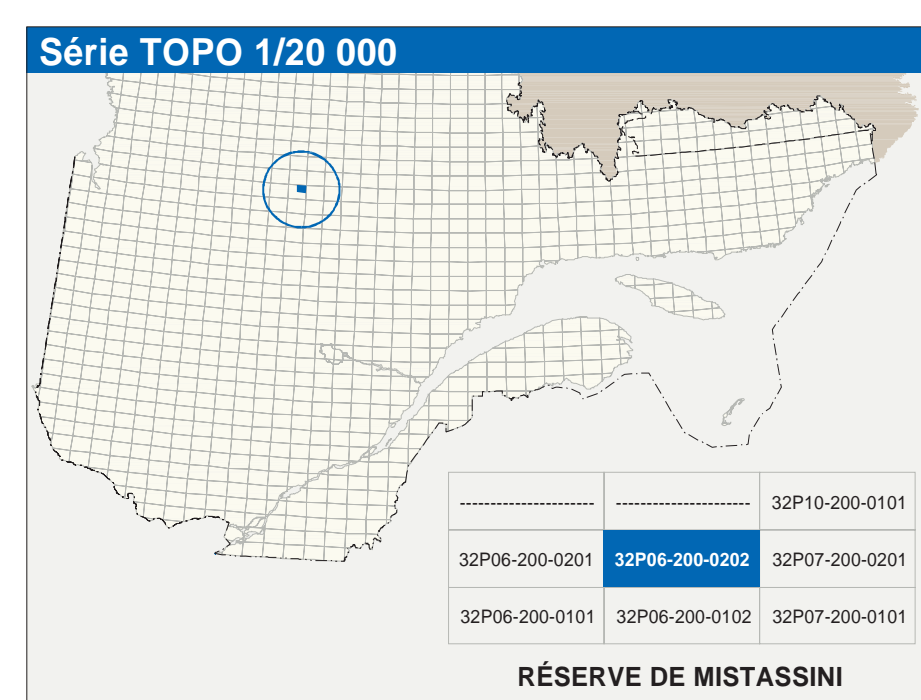 Série TOPO 1/20 000
32P10-200-0101
32P06-200-0201 32P06-200-0202 32P07-200-0201
32P06-200-0101 32P06-200-0102 32P07-200-0101
RÉSERVE DE MISTASSINI